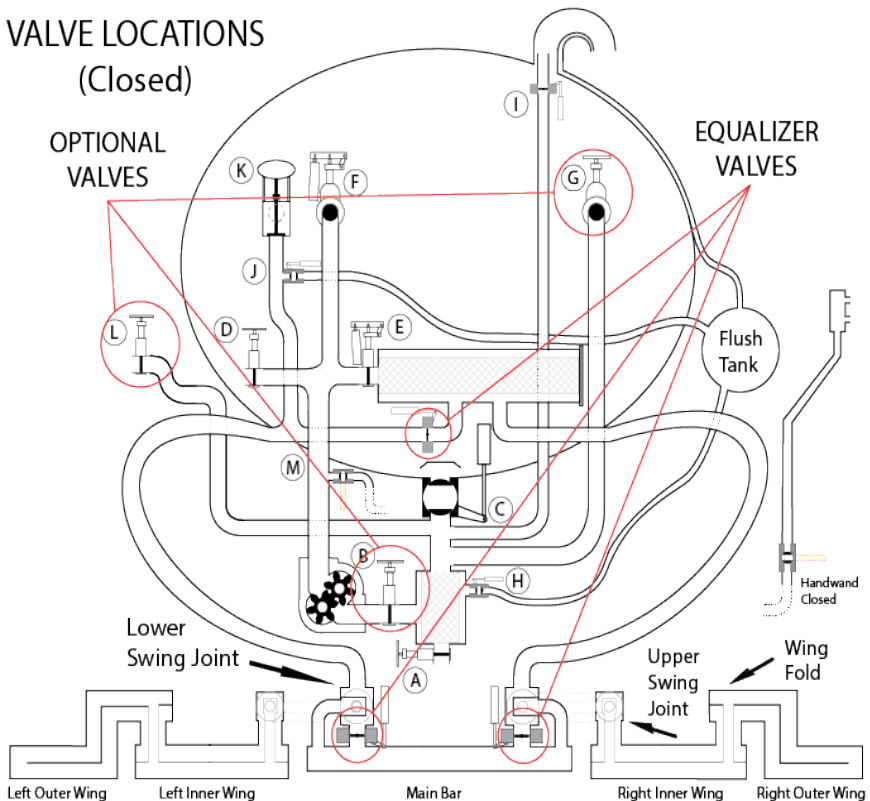 VALVE LOCATIONS
(Closed)
OPTIONAL
VALVES
EQUALIZER
VALVES
I
K
F
G
J
L
D
E
Flush
Tank
M
C
B
H
Handwand
Closed
Lower
Swing Joint
A
Upper
Swing
Joint
Wing
Fold
Left Outer Wing
Left Inner Wing
Main Bar
Right Inner Wing
Right Outer Wing